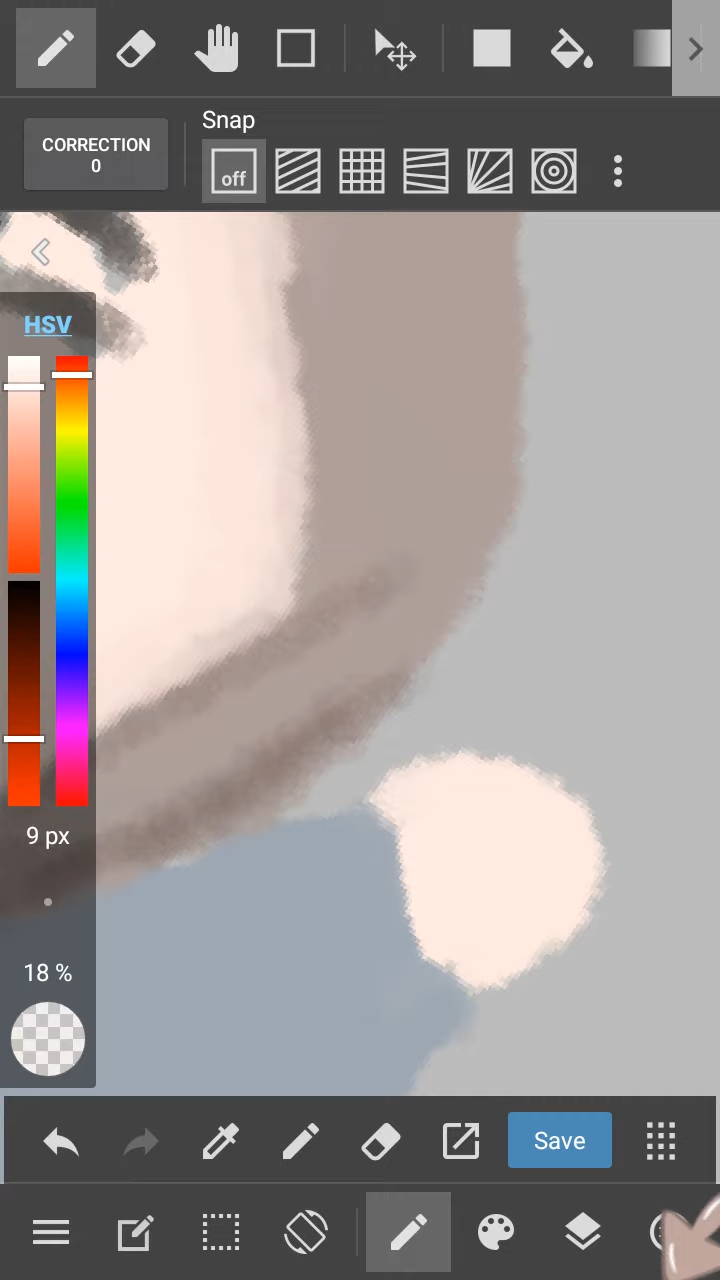 Snap
CORRECTION
0
off
HSV
9 px
18 %
Save